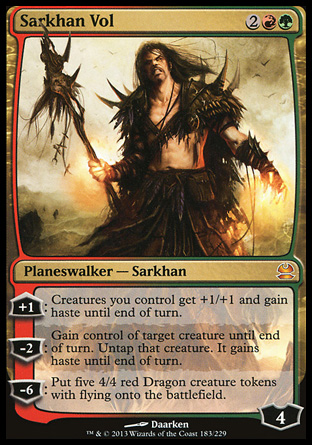 Sarkhan Vol 2
Planeswalker — Sarkhan
+1: Creatures you control get +1/+1 and gain
haste until end of turn.
-2: Gain control of target creature until end
of turn. Untap that creature. It gains
haste until end of turn.
-6: Put five 4/4 red Dragon creature tokens
with flying onto the battlefield.
Daarken
™ & © 2013 Wizards of the Coast 183/229
4